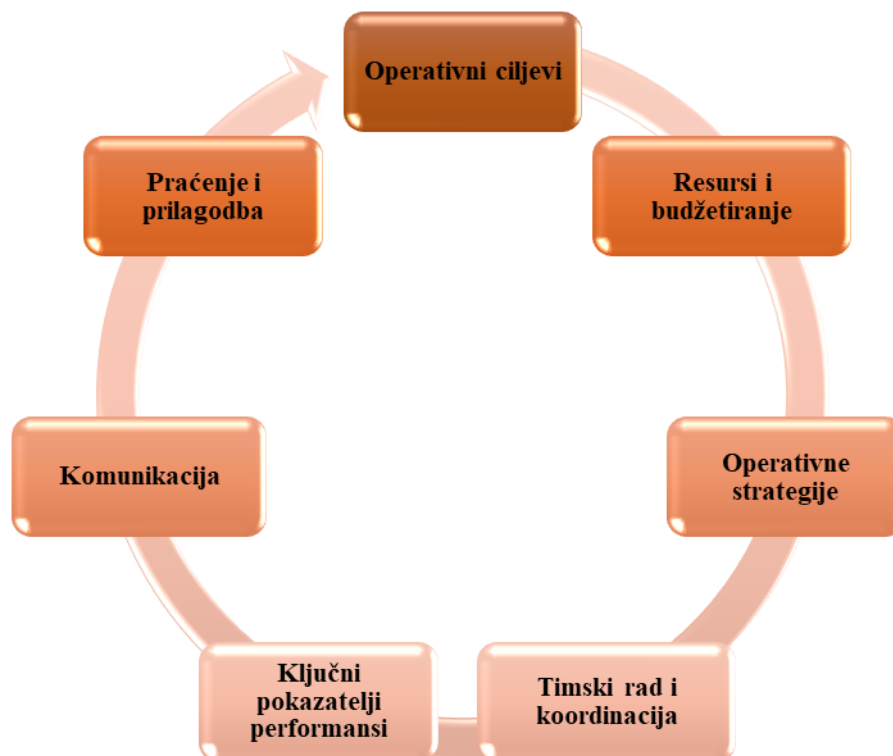 Operativni ciljevi
Resursi i
budžetiranje
Operativne
strategije
Timski rad i
koordinacija
Ključni
pokazatelji
performansi
Komunikacija
Praćenje i
prilagodba